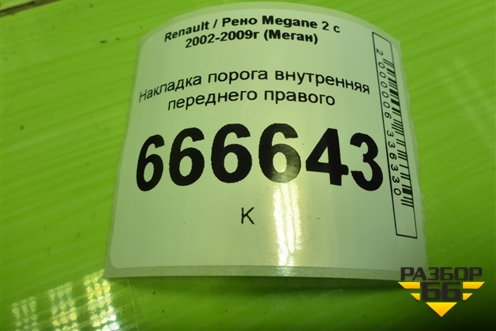 Renault / Рено Megane 2 с
2002-2009г (Меган)
Накладка порога внутренняя
переднего правого
666643
К
2000006336330
РАЗБОР
66